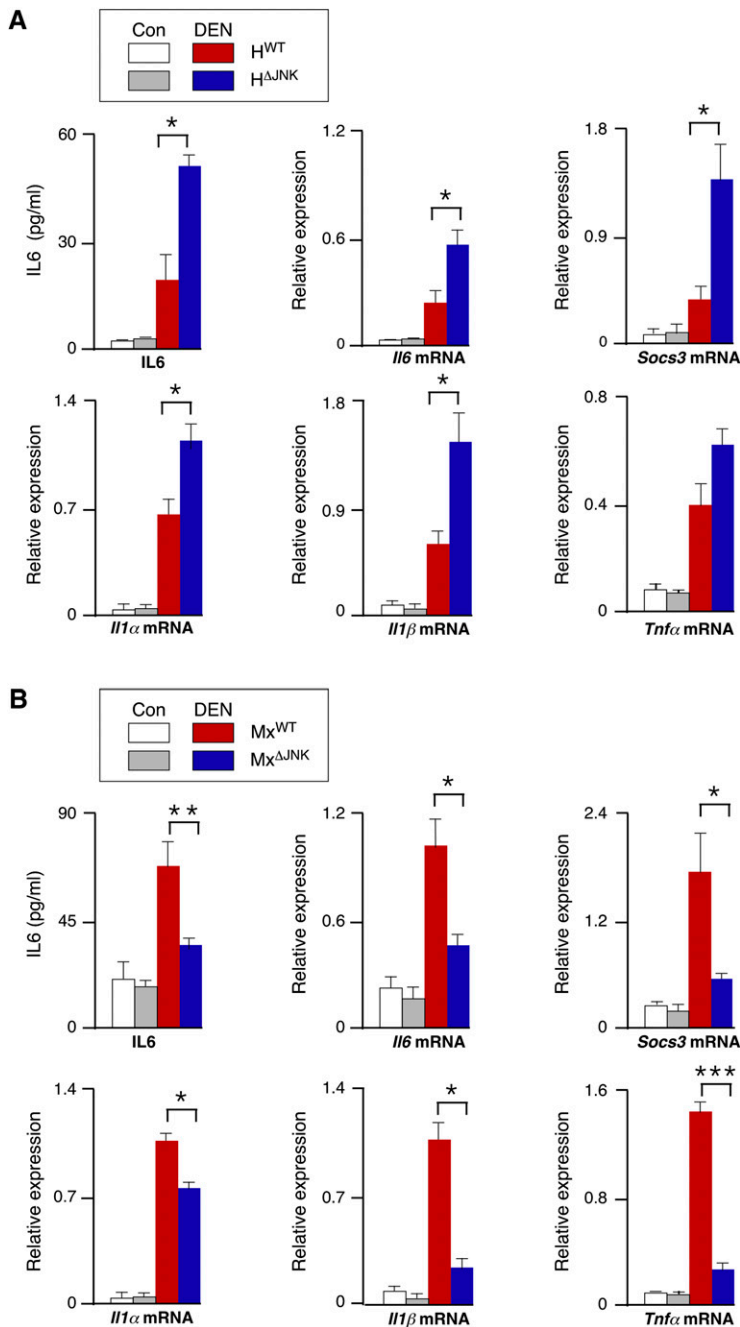 A
Con DEN
H^WT
H^ΔJNK
60
30
0
IL6 (pg/ml)
*
IL6
1.2
0.6
0
Relative expression
*
Il6 mRNA
1.8
0.9
0
Relative expression
*
Socs3 mRNA
1.4
0.7
0
Relative expression
*
Il1α mRNA
1.8
0.9
0
Relative expression
*
Il1β mRNA
0.8
0.4
0
Relative expression
Tnfα mRNA
B
Con DEN
Mx^WT
Mx^ΔJNK
90
45
0
IL6 (pg/ml)
**
IL6
1.2
0.6
0
Relative expression
*
Il6 mRNA
2.4
1.2
0
Relative expression
*
Socs3 mRNA
1.4
0.7
0
Relative expression
*
Il1α mRNA
1.4
0.7
0
Relative expression
*
Il1β mRNA
1.6
0.8
0
Relative expression
***
Tnfα mRNA